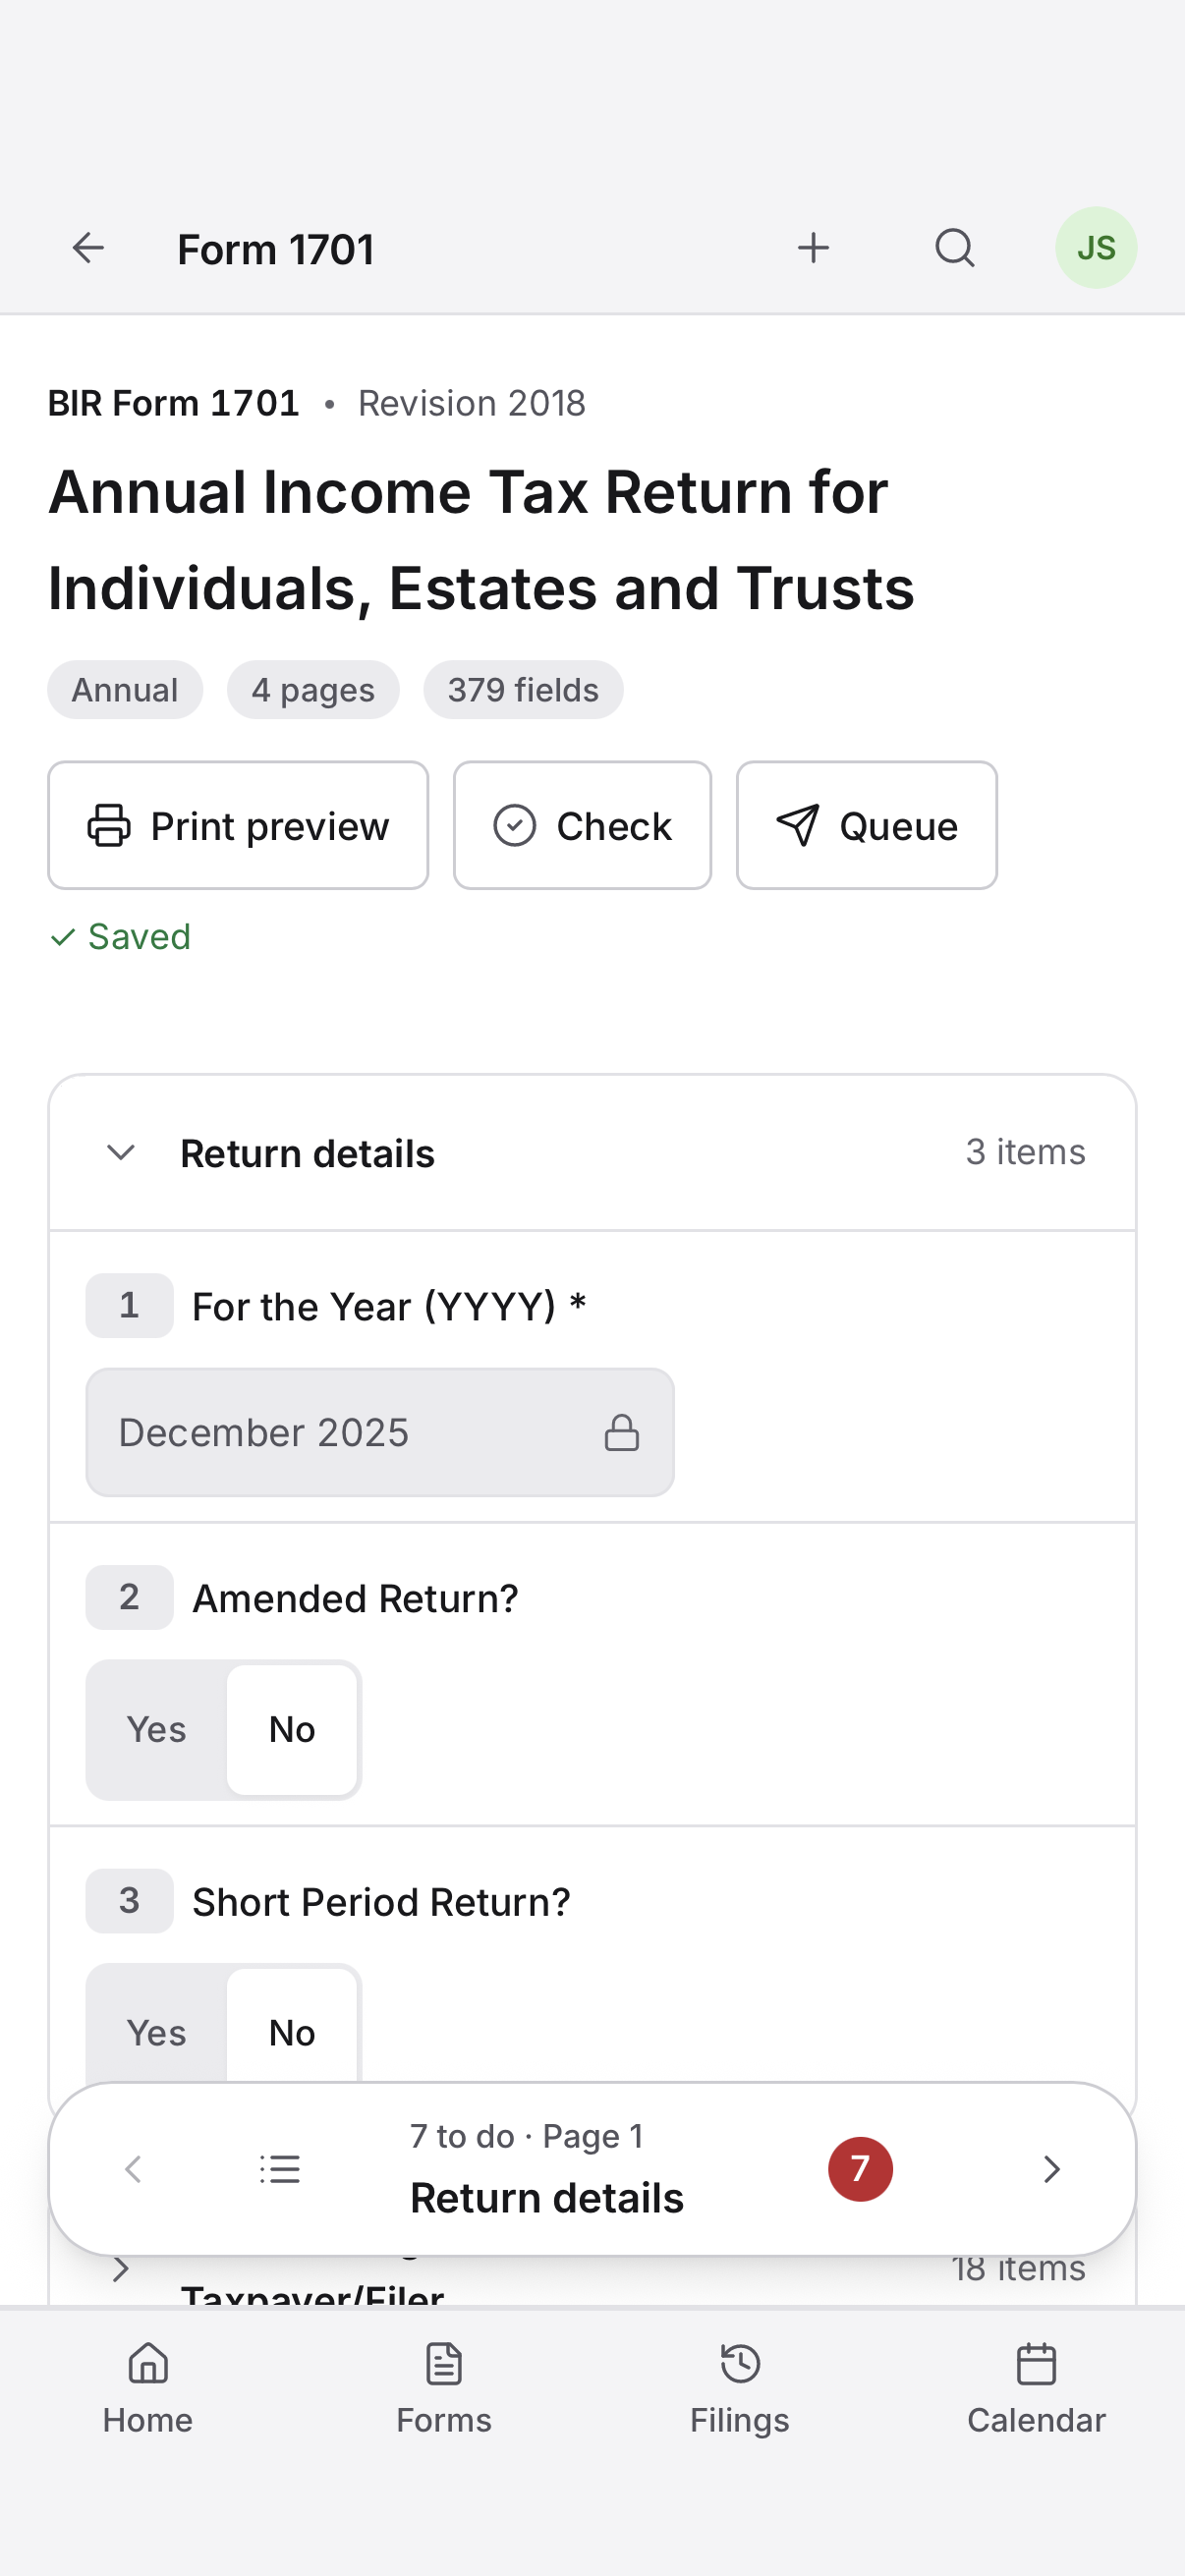 Form 1701
JS
BIR Form 1701 • Revision 2018
Annual Income Tax Return for
Individuals, Estates and Trusts
Annual
4 pages
379 fields
Print preview
Check
Queue
Saved
Return details
3 items
1 For the Year (YYYY) *
December 2025
2 Amended Return?
Yes No
3 Short Period Return?
Yes No
7 to do · Page 1
Return details
7
18 items
Taxpayer/Filer
Home
Forms
Filings
Calendar